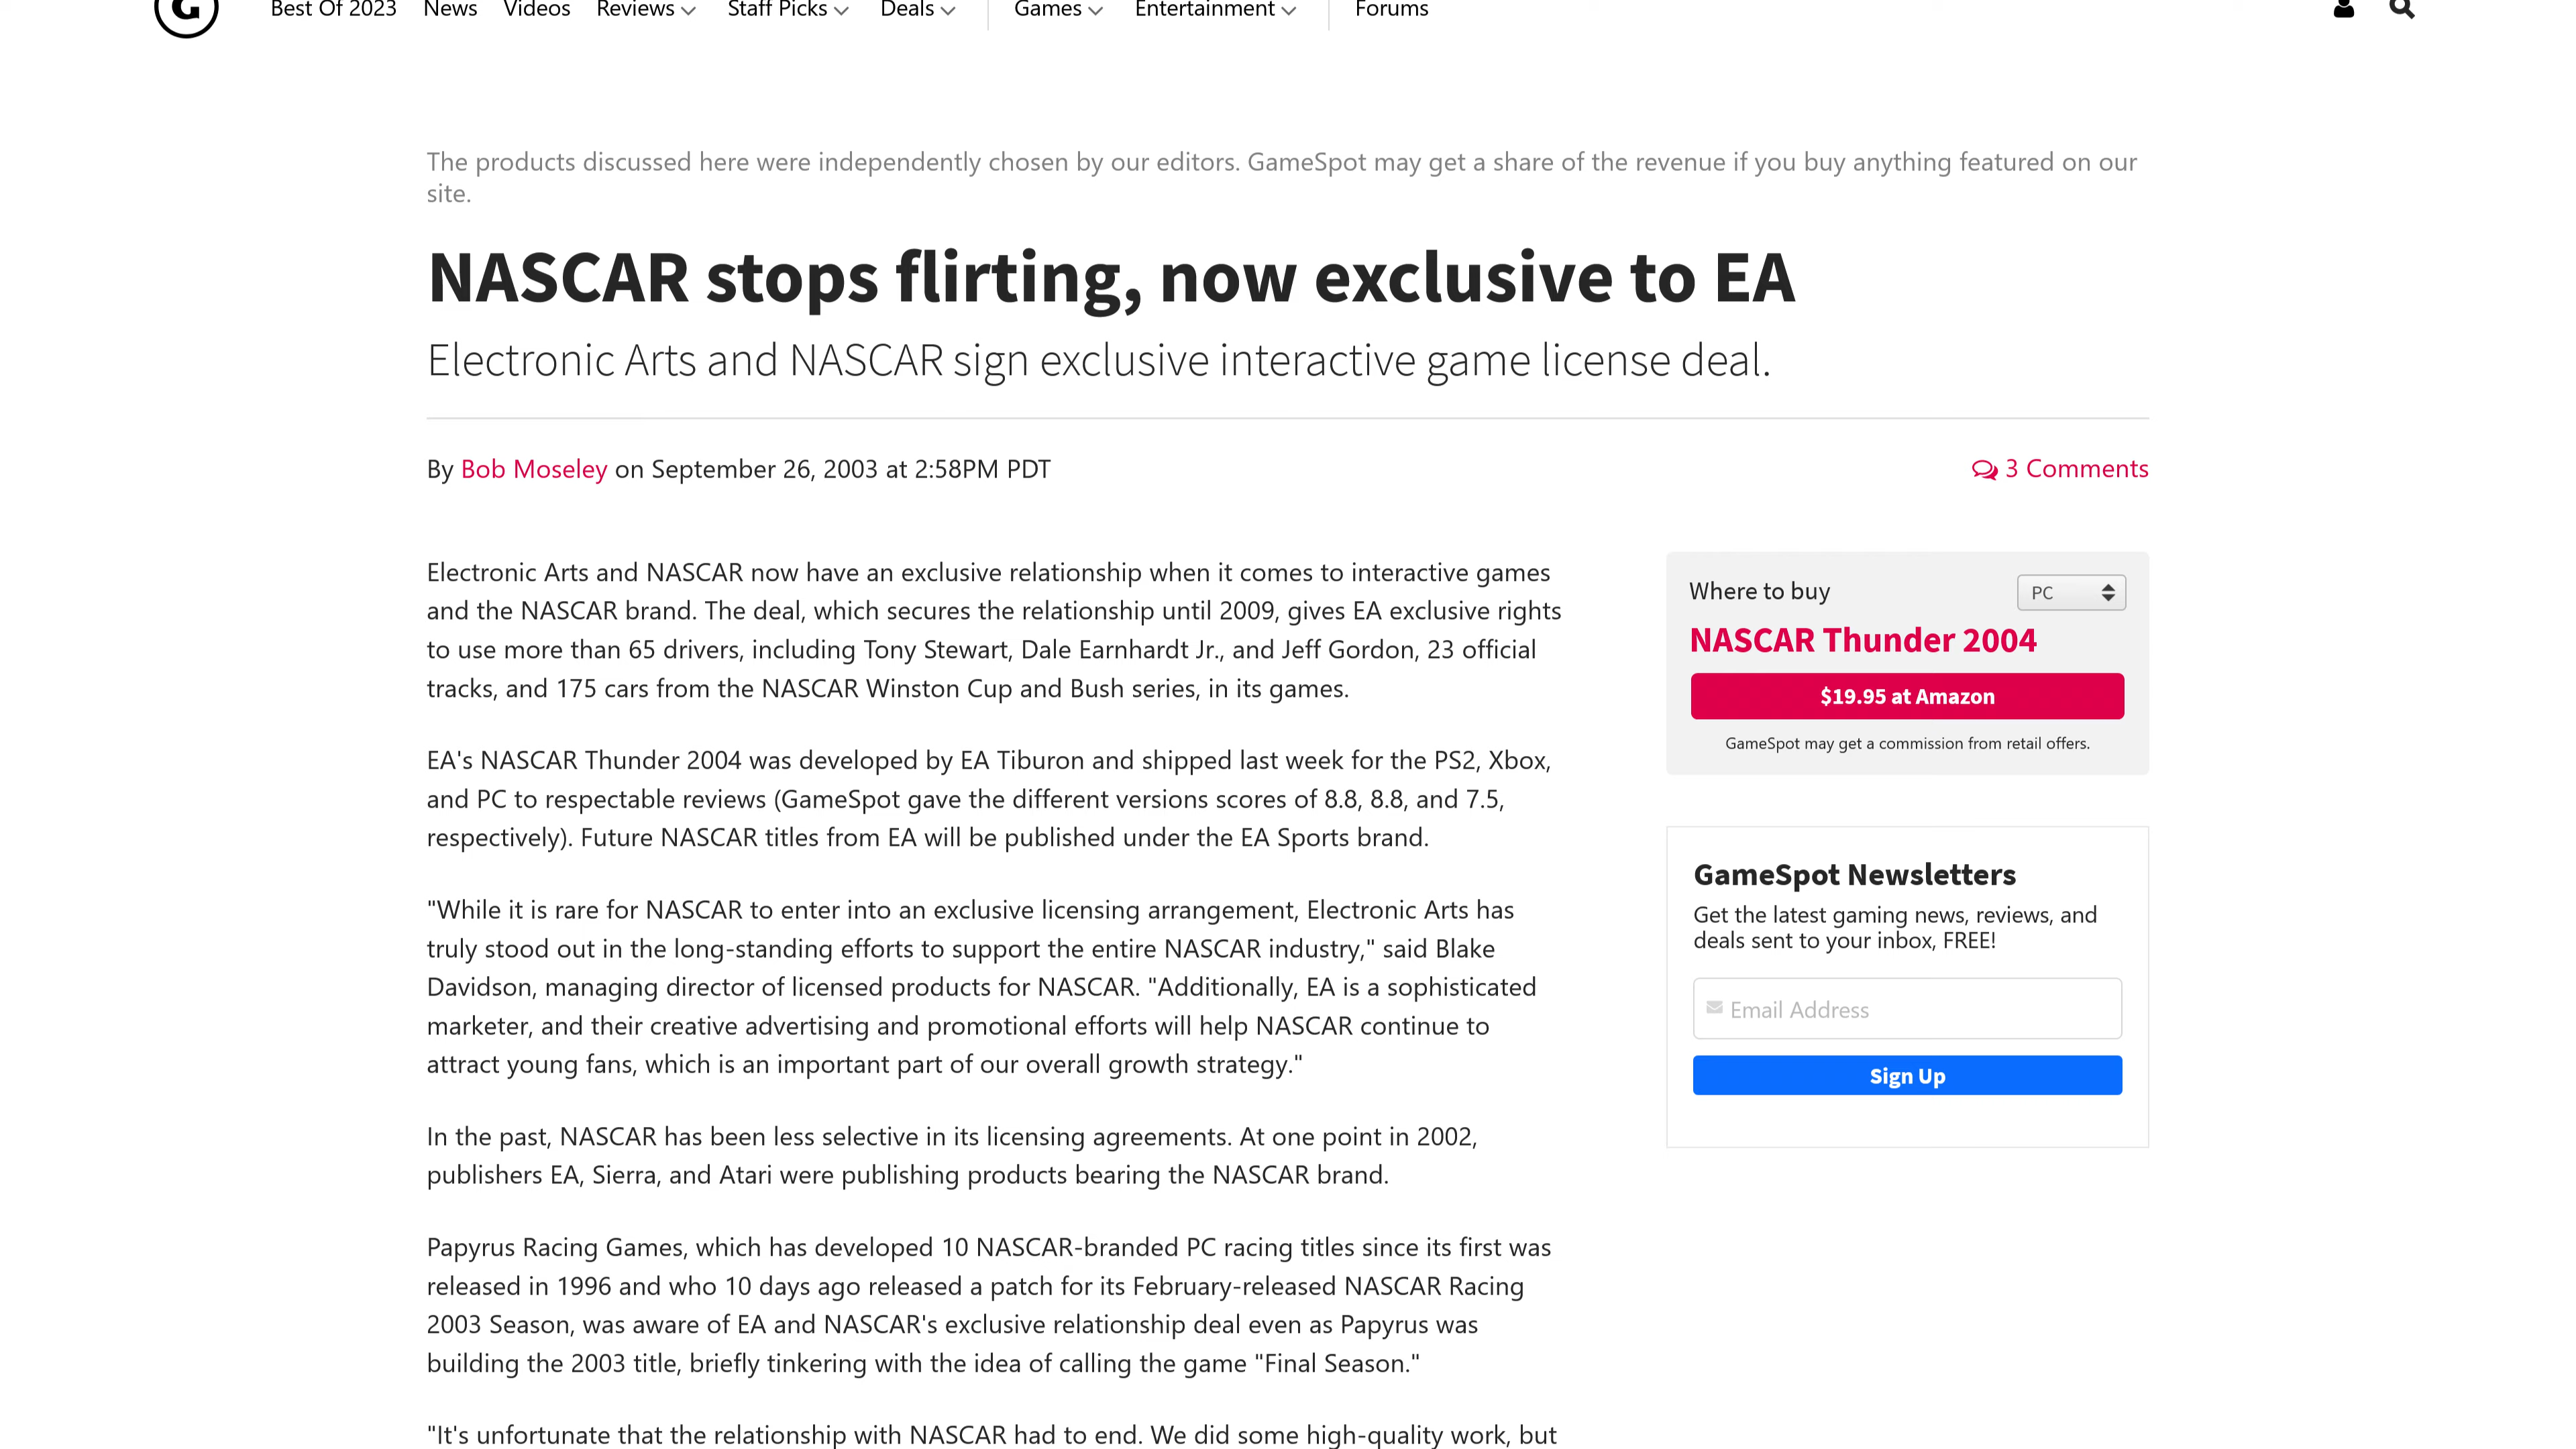 G Best Of 2023 News Videos Reviews Staff Picks Deals Games Entertainment Forums
The products discussed here were independently chosen by our editors. GameSpot may get a share of the revenue if you buy anything featured on our
site.
NASCAR stops flirting, now exclusive to EA
Electronic Arts and NASCAR sign exclusive interactive game license deal.
By Bob Moseley on September 26, 2003 at 2:58PM PDT
3 Comments
Electronic Arts and NASCAR now have an exclusive relationship when it comes to interactive games
and the NASCAR brand. The deal, which secures the relationship until 2009, gives EA exclusive rights
to use more than 65 drivers, including Tony Stewart, Dale Earnhardt Jr., and Jeff Gordon, 23 official
tracks, and 175 cars from the NASCAR Winston Cup and Bush series, in its games.
EA's NASCAR Thunder 2004 was developed by EA Tiburon and shipped last week for the PS2, Xbox,
and PC to respectable reviews (GameSpot gave the different versions scores of 8.8, 8.8, and 7.5,
respectively). Future NASCAR titles from EA will be published under the EA Sports brand.
"While it is rare for NASCAR to enter into an exclusive licensing arrangement, Electronic Arts has
truly stood out in the long-standing efforts to support the entire NASCAR industry," said Blake
Davidson, managing director of licensed products for NASCAR. "Additionally, EA is a sophisticated
marketer, and their creative advertising and promotional efforts will help NASCAR continue to
attract young fans, which is an important part of our overall growth strategy."
In the past, NASCAR has been less selective in its licensing agreements. At one point in 2002,
publishers EA, Sierra, and Atari were publishing products bearing the NASCAR brand.
Papyrus Racing Games, which has developed 10 NASCAR-branded PC racing titles since its first was
released in 1996 and who 10 days ago released a patch for its February-released NASCAR Racing
2003 Season, was aware of EA and NASCAR's exclusive relationship deal even as Papyrus was
building the 2003 title, briefly tinkering with the idea of calling the game "Final Season."
"It's unfortunate that the relationship with NASCAR had to end. We did some high-quality work, but
Where to buy
PC
NASCAR Thunder 2004
$19.95 at Amazon
GameSpot may get a commission from retail offers.
GameSpot Newsletters
Get the latest gaming news, reviews, and
deals sent to your inbox, FREE!
Email Address
Sign Up